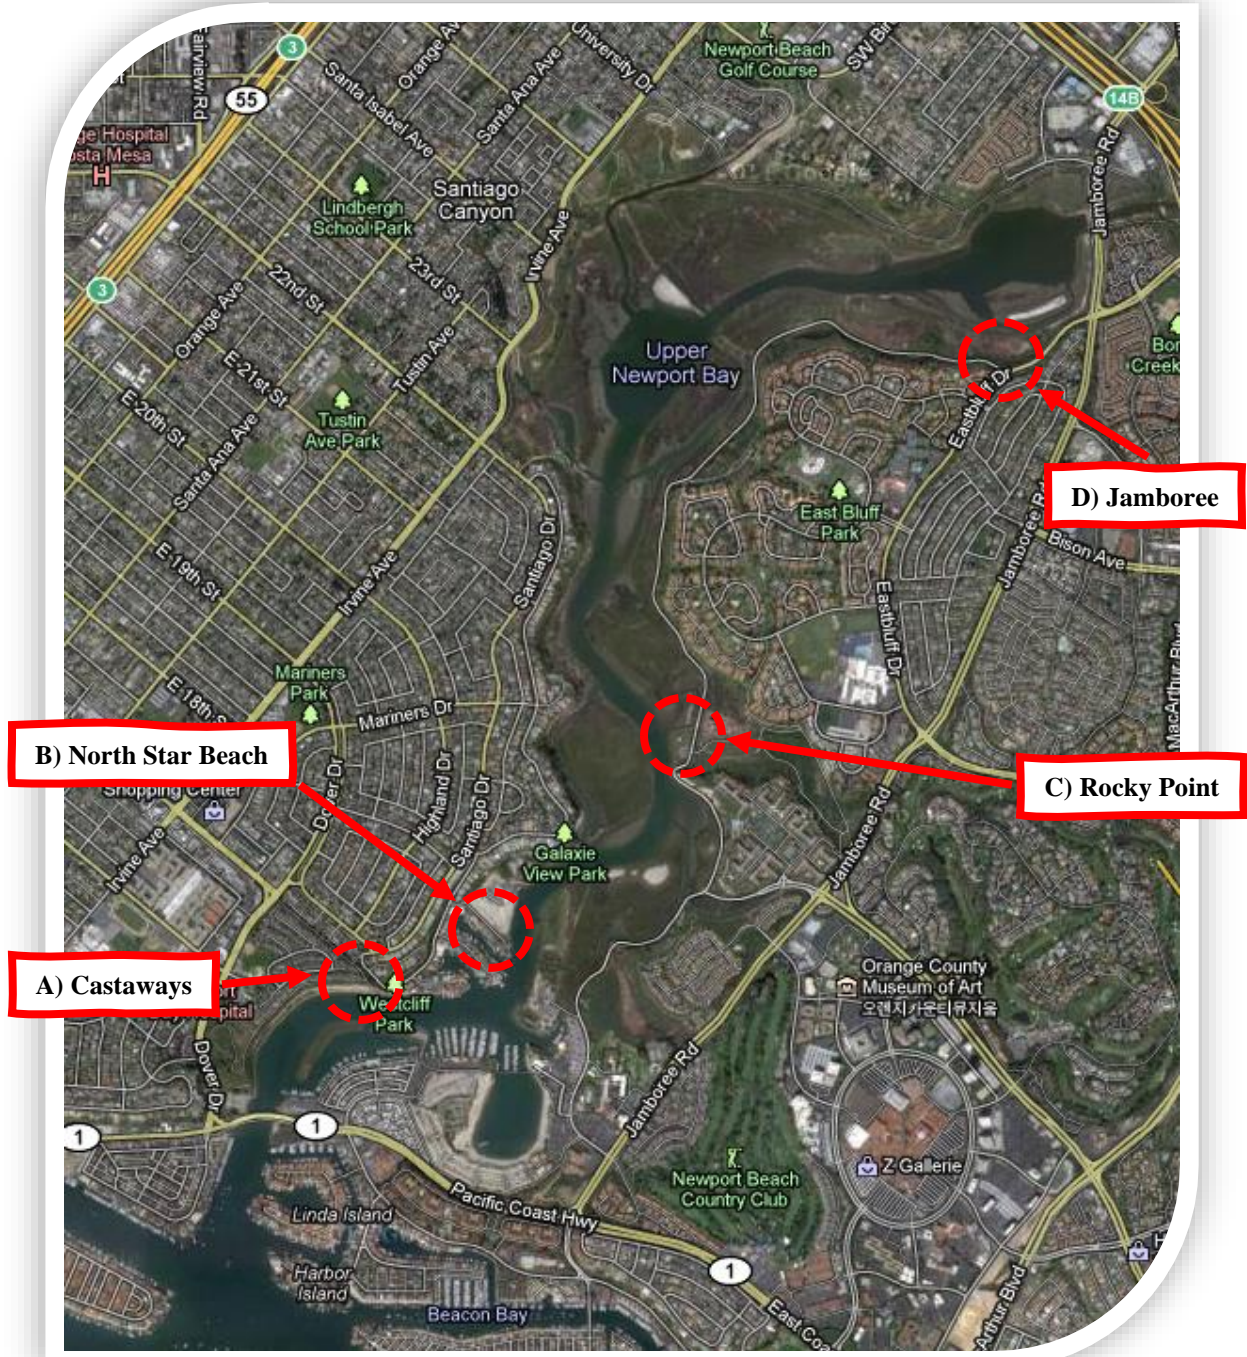 Newport Beach
Golf Course
SW Bir
University Dr
Orange Av
Santa Ana Ave
Santa Isabel Ave
Fairview Rd
3
55
14B
ge Hospital
osta Mesa
H
Jamboree Rd
Lindbergh
School Park
Santiago
Canyon
Irvine Ave
23rd St
22nd St
3
Orange Ave
Tustin Ave
E 21st St
E 20th St
Santa Ana Ave
Tustin
Ave Park
Upper
Newport Bay
Bon
Creek
Eastbluff Dr
D) Jamboree
East Bluff
Park
Jamboree Rd
Bison Ave
Santiago Dr
E 19th St
Irvine Ave
Eastbluff Dr
MacArthur Blvd
Mariners
Park
E 18th S
Mariners Dr
B) North Star Beach
C) Rocky Point
Shopping Center
Dover Dr
Highland Dr
Santiago Dr
Irvine Ave
Galaxie
View Park
Jamboree Rd
A) Castaways
Hospital
Westcliff
Park
Orange County
Museum of Art
오렌지카운티뮤지움
Dover Dr
Jamboree Rd
1
1
Newport Beach
Country Club
Z Gallerie
Pacific Coast Hwy
Linda Island
Harbor
Island
Beacon Bay
1
East Coa
Arthur Blvd
H